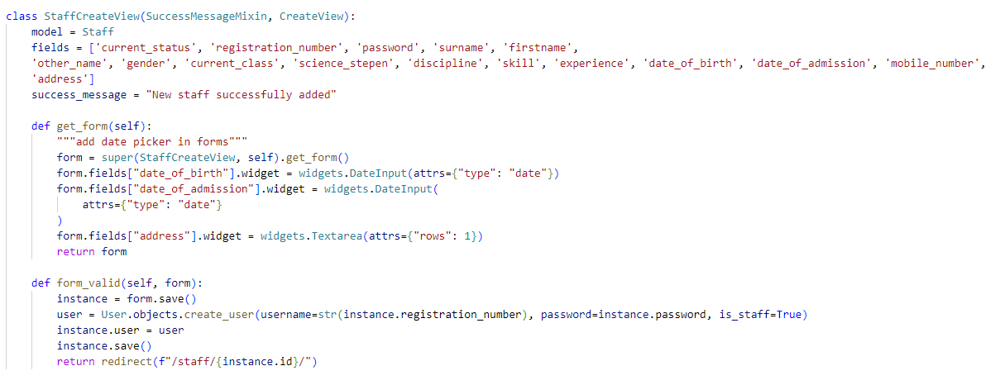 class StaffCreateView(SuccessMessageMixin, CreateView):
    model = Staff
    fields = ['current_status', 'registration_number', 'password', 'surname', 'firstname',
    'other_name', 'gender', 'current_class', 'science_stepen', 'discipline', 'skill', 'experience', 'date_of_birth', 'date_of_admission', 'mobile_number',
    'address']
    success_message = "New staff successfully added"

    def get_form(self):
        """add date picker in forms"""
        form = super(StaffCreateView, self).get_form()
        form.fields["date_of_birth"].widget = widgets.DateInput(attrs={"type": "date"})
        form.fields["date_of_admission"].widget = widgets.DateInput(
            attrs={"type": "date"}
        )
        form.fields["address"].widget = widgets.Textarea(attrs={"rows": 1})
        return form

    def form_valid(self, form):
        instance = form.save()
        user = User.objects.create_user(username=str(instance.registration_number), password=instance.password, is_staff=True)
        instance.user = user
        instance.save()
        return redirect(f"/staff/{instance.id}/")